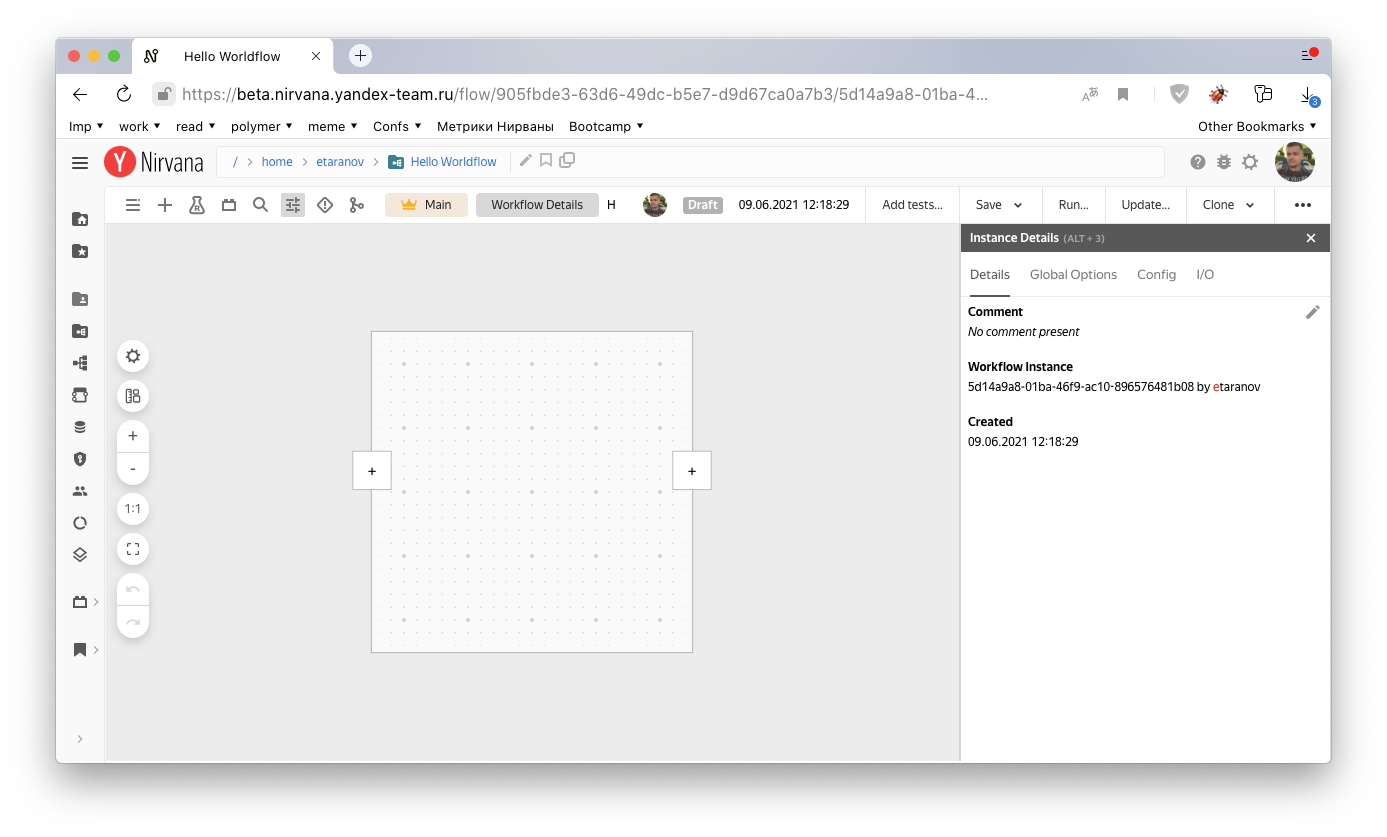 Hello Worldflow
https://beta.nirvana.yandex-team.ru/flow/905fbde3-63d6-49dc-b5e7-d9d67ca0a7b3/5d14a9a8-01ba-4...
3
Imp work read polymer meme Confs Метрики Нирваны Bootcamp Other Bookmarks
Y Nirvana / home etaranov Hello Worldflow
Main Workflow Details H Draft 09.06.2021 12:18:29 Add tests... Save Run... Update... Clone
Instance Details (ALT + 3)
Details Global Options Config I/O
Comment
No comment present
Workflow Instance
5d14a9a8-01ba-46f9-ac10-896576481b08 by etaranov
Created
09.06.2021 12:18:29
+
-
1:1
+ +